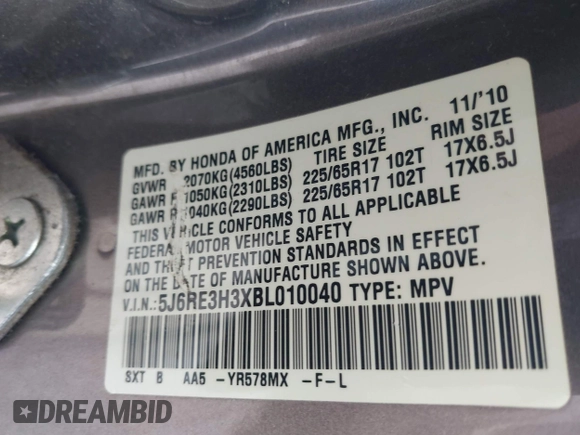 MFD. BY HONDA OF AMERICA MFG., INC. 11/'10
GVWR 2070KG(4560LBS) TIRE SIZE RIM SIZE
GAWR F 1050KG(2310LBS) 225/65R17 102T 17X6.5J
GAWR R 1040KG(2290LBS) 225/65R17 102T 17X6.5J
THIS VEHICLE CONFORMS TO ALL APPLICABLE
FEDERAL MOTOR VEHICLE SAFETY
AND THEFT PREVENTION STANDARDS IN EFFECT
ON THE DATE OF MANUFACTURE SHOWN ABOVE.
V.I.N.: 5J6RE3H3XBL010040 TYPE: MPV
SXT B AA5 -YR578MX -F-L
DREAMBID